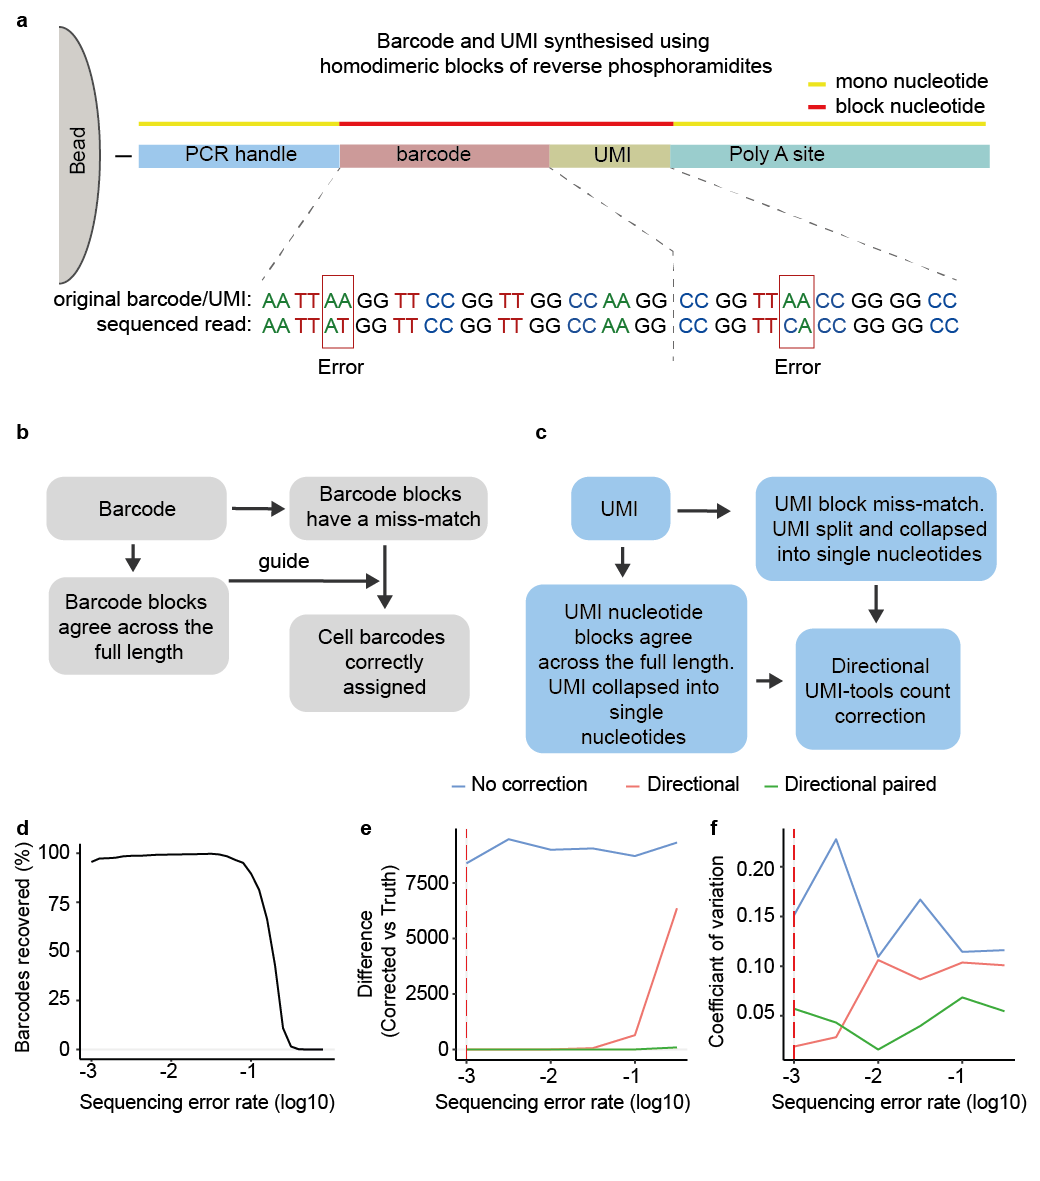 a
Barcode and UMI synthesised using
homodimeric blocks of reverse phosphoramidites
mono nucleotide
block nucleotide
Bead
PCR handle
barcode
UMI
Poly A site
original barcode/UMI: AA TT AA GG TT CC GG TT GG CC AA GG CC GG TT AA CC GG GG CC
sequenced read: AA TT AT GG TT CC GG TT GG CC AA GG CC GG TT CA CC GG GG CC
Error
Error
b
Barcode
Barcode blocks
have a miss-match
guide
Barcode blocks
agree across the
full length
Cell barcodes
correctly
assigned
c
UMI
UMI block miss-match.
UMI split and collapsed
into single nucleotides
UMI nucleotide
blocks agree
across the full length.
UMI collapsed into
single
nucleotides
Directional
UMI-tools count
correction
No correction
Directional
Directional paired
d
Barcodes recovered (%)
100
75
50
25
0
-3
-2
-1
Sequencing error rate (log10)
e
Difference
(Corrected vs Truth)
7500
5000
2500
0
-3
-2
-1
Sequencing error rate (log10)
f
Coefficiant of variation
0.20
0.15
0.10
0.05
-3
-2
-1
Sequencing error rate (log10)